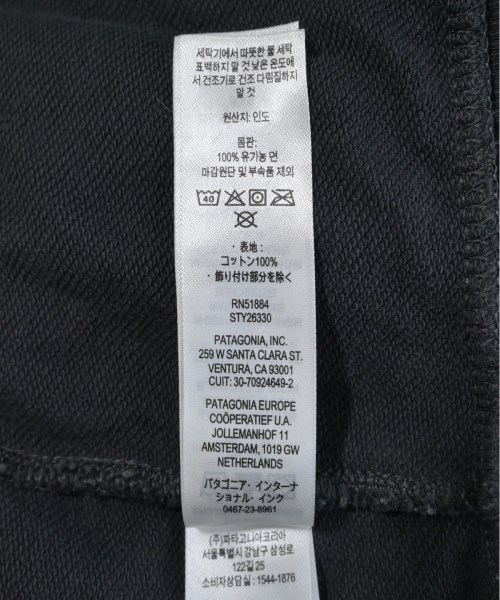 세탁기에서 따뜻한 물 세탁
표백하지 말 것 낮은 온도에
서 건조기로 건조 다림질하지
말 것
원산지: 인도
몸판:
100% 유기농 면
마감원단 및 부속품 제외
40
・表地:
コットン100%
・飾り付け部分を除く
RN51884
STY26330
PATAGONIA, INC.
259 W SANTA CLARA ST.
VENTURA, CA 93001
CUIT: 30-70924649-2
PATAGONIA EUROPE
COÖPERATIEF U.A.
JOLLEMANHOF 11
AMSTERDAM, 1019 GW
NETHERLANDS
パタゴニア・インターナ
ショナル・インク
0467-23-8961
(주)파타고니아코리아
서울특별시 강남구 삼성로
122길 25
소비자상담실: 1544-1876